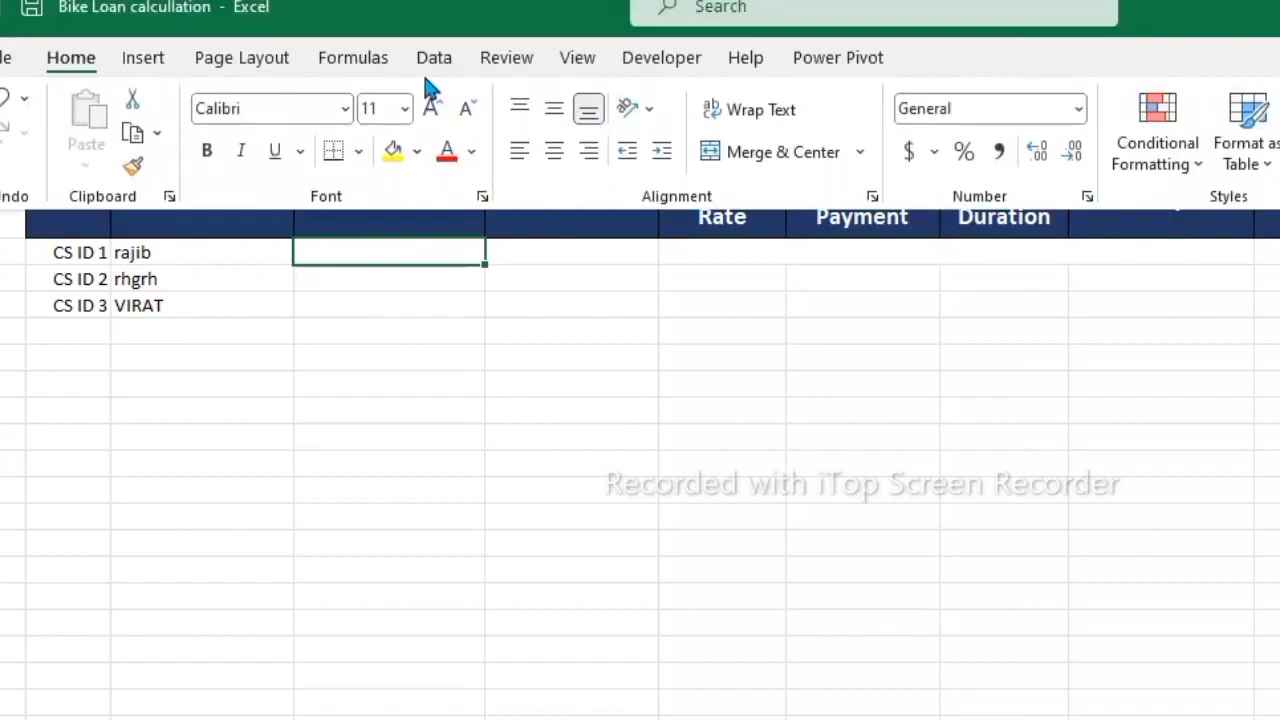 Bike Loan calcullation - Excel
Search
le Home Insert Page Layout Formulas Data Review View Developer Help Power Pivot
Calibri 11 Wrap Text General
Paste B I U Merge & Center $ % Conditional Formatting Format as Table
ndo Clipboard Font Alignment Number Styles
Rate Payment Duration
CS ID 1 rajib
CS ID 2 rhgrh
CS ID 3 VIRAT
Recorded with iTop Screen Recorder